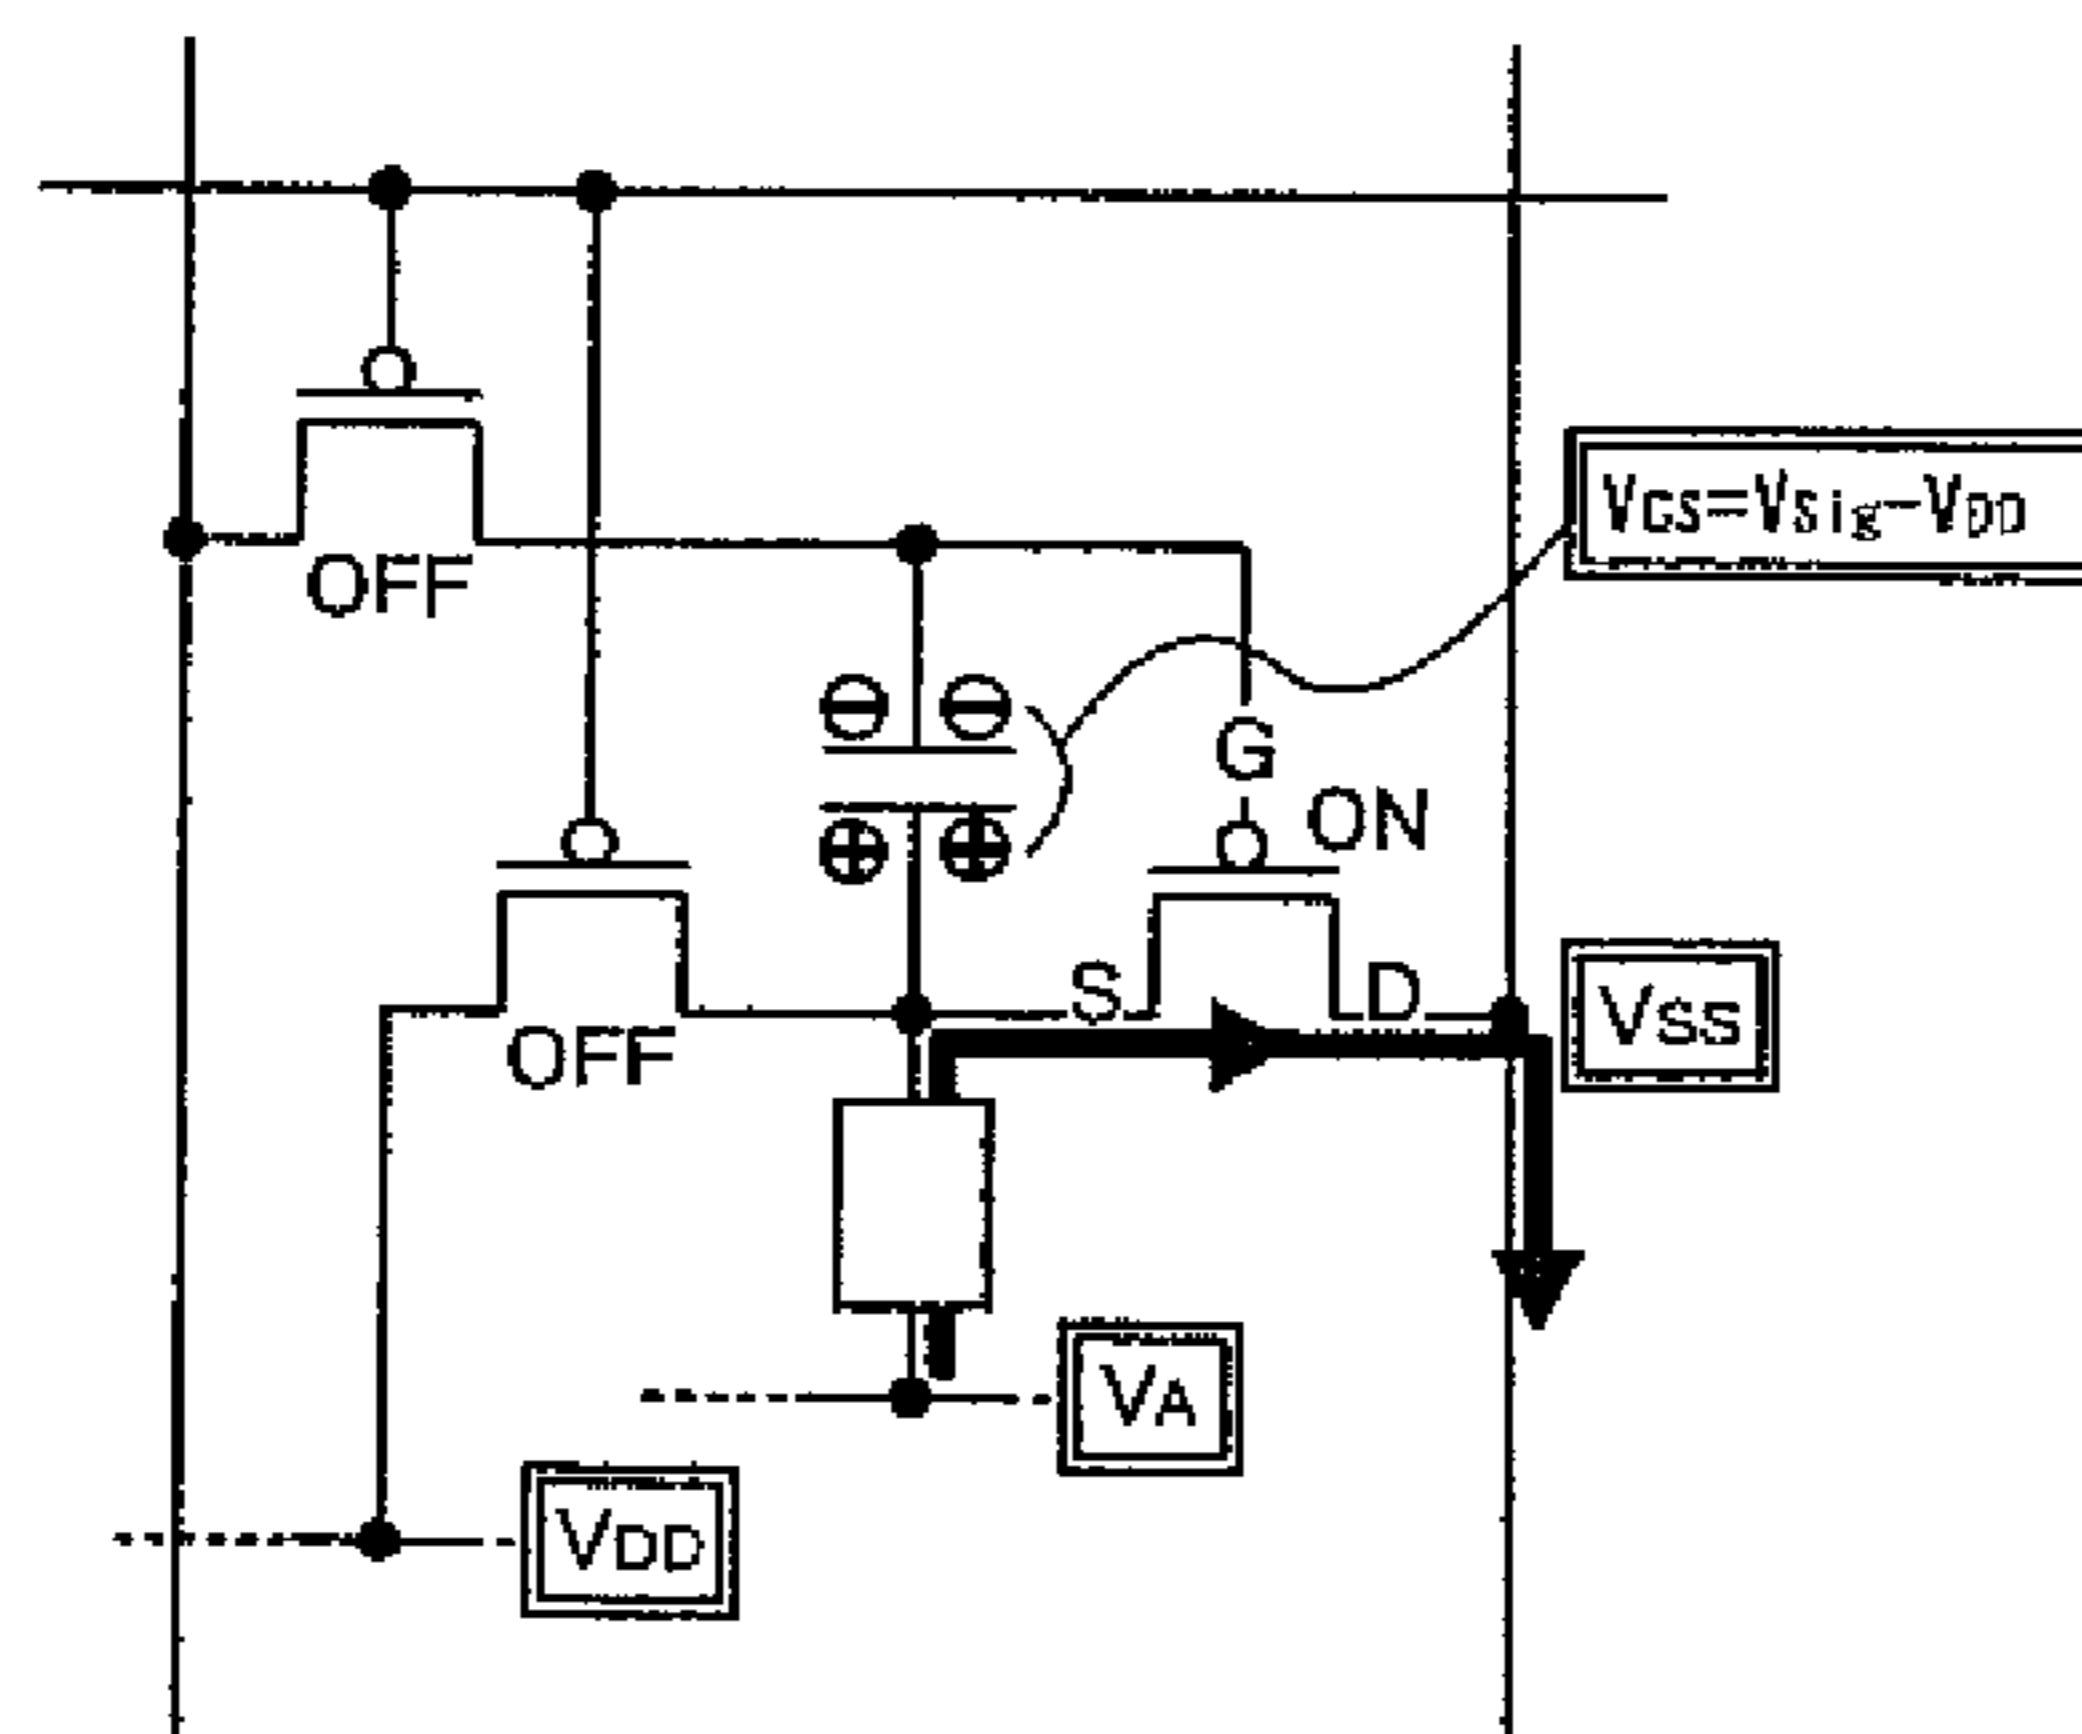 VGS=VSig-VDD
OFF
G
ON
S
D
VSS
OFF
VA
VDD